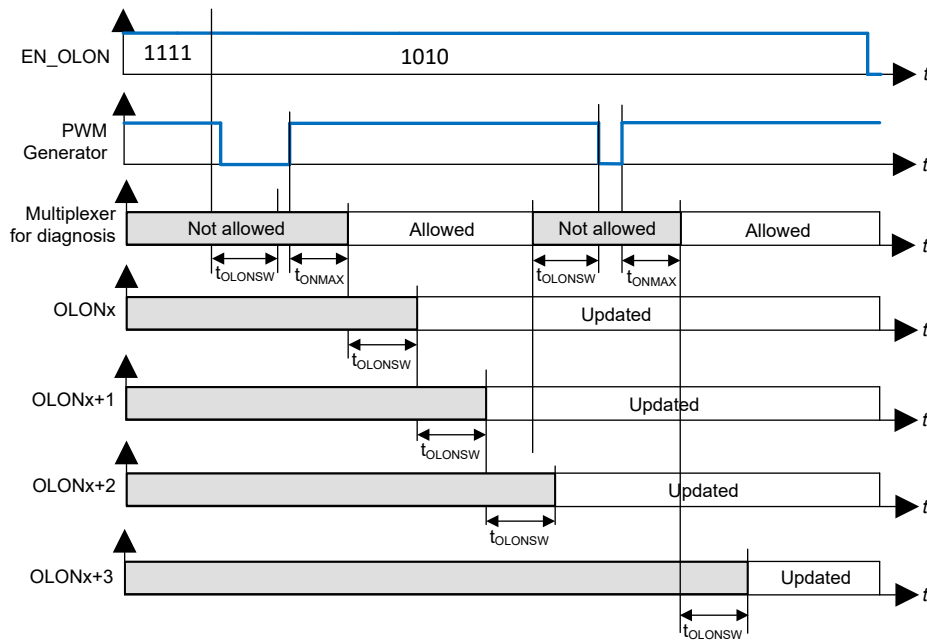 1111
1010
EN_OLON
t
PWM
Generator
t
Multiplexer
for diagnosis
Not allowed
Allowed
Not allowed
Allowed
t
tOLONSW
tONMAX
tOLONSW
tONMAX
OLONx
Updated
t
tOLONSW
OLONx+1
Updated
t
tOLONSW
OLONx+2
Updated
t
tOLONSW
OLONx+3
Updated
t
tOLONSW